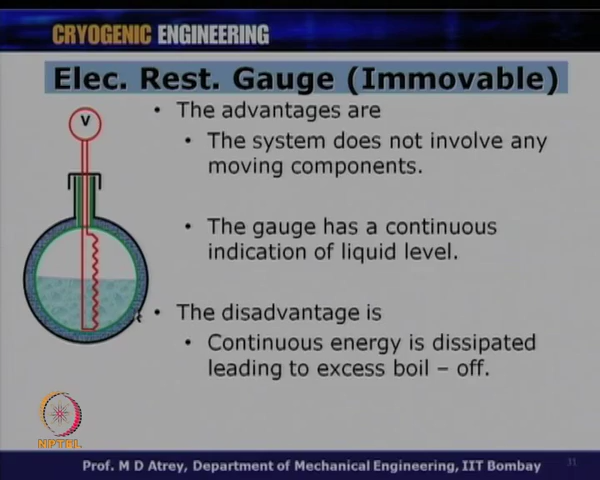 CRYOGENIC ENGINEERING
Elec. Rest. Gauge (Immovable)
V
• The advantages are
• The system does not involve any
moving components.
• The gauge has a continuous
indication of liquid level.
• The disadvantage is
• Continuous energy is dissipated
leading to excess boil – off.
NPTEL
Prof. M D Atrey, Department of Mechanical Engineering, IIT Bombay
31